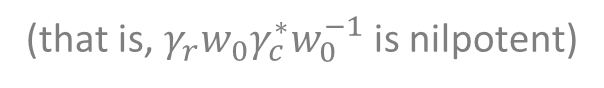 (that is, γ_r w_0 γ_c^* w_0^{-1} is nilpotent)